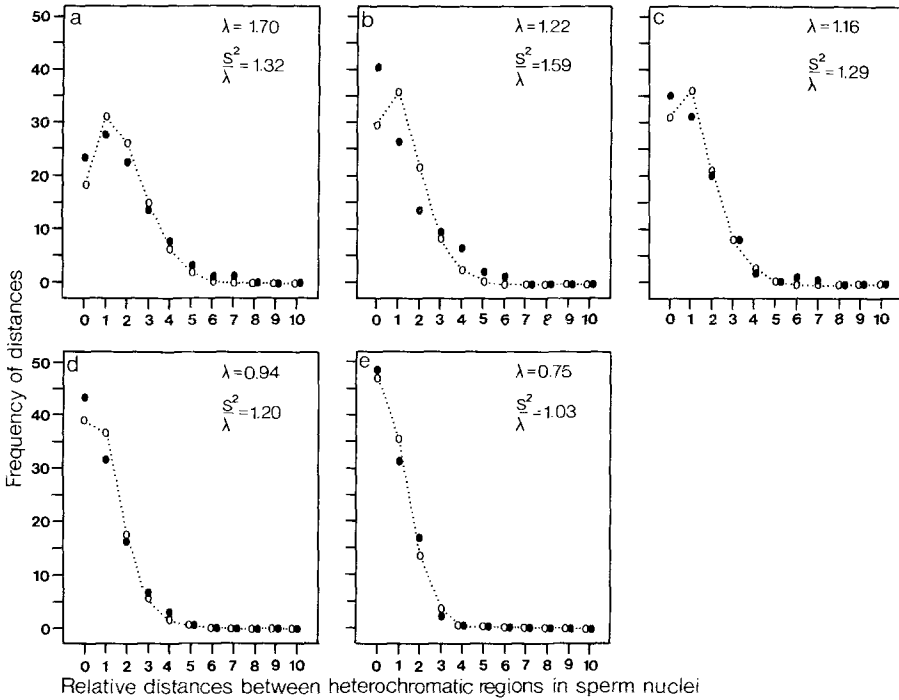 a
λ=1.70
S²/λ=1.32
b
λ=1.22
S²/λ=1.59
c
λ=1.16
S²/λ=1.29
50
40
30
20
10
0
0 1 2 3 4 5 6 7 8 9 10
0 1 2 3 4 5 6 7 8 9 10
0 1 2 3 4 5 6 7 8 9 10
Frequency of distances
d
λ=0.94
S²/λ=1.20
e
λ=0.75
S²/λ=1.03
50
40
30
20
10
0
0 1 2 3 4 5 6 7 8 9 10
0 1 2 3 4 5 6 7 8 9 10
Relative distances between heterochromatic regions in sperm nuclei